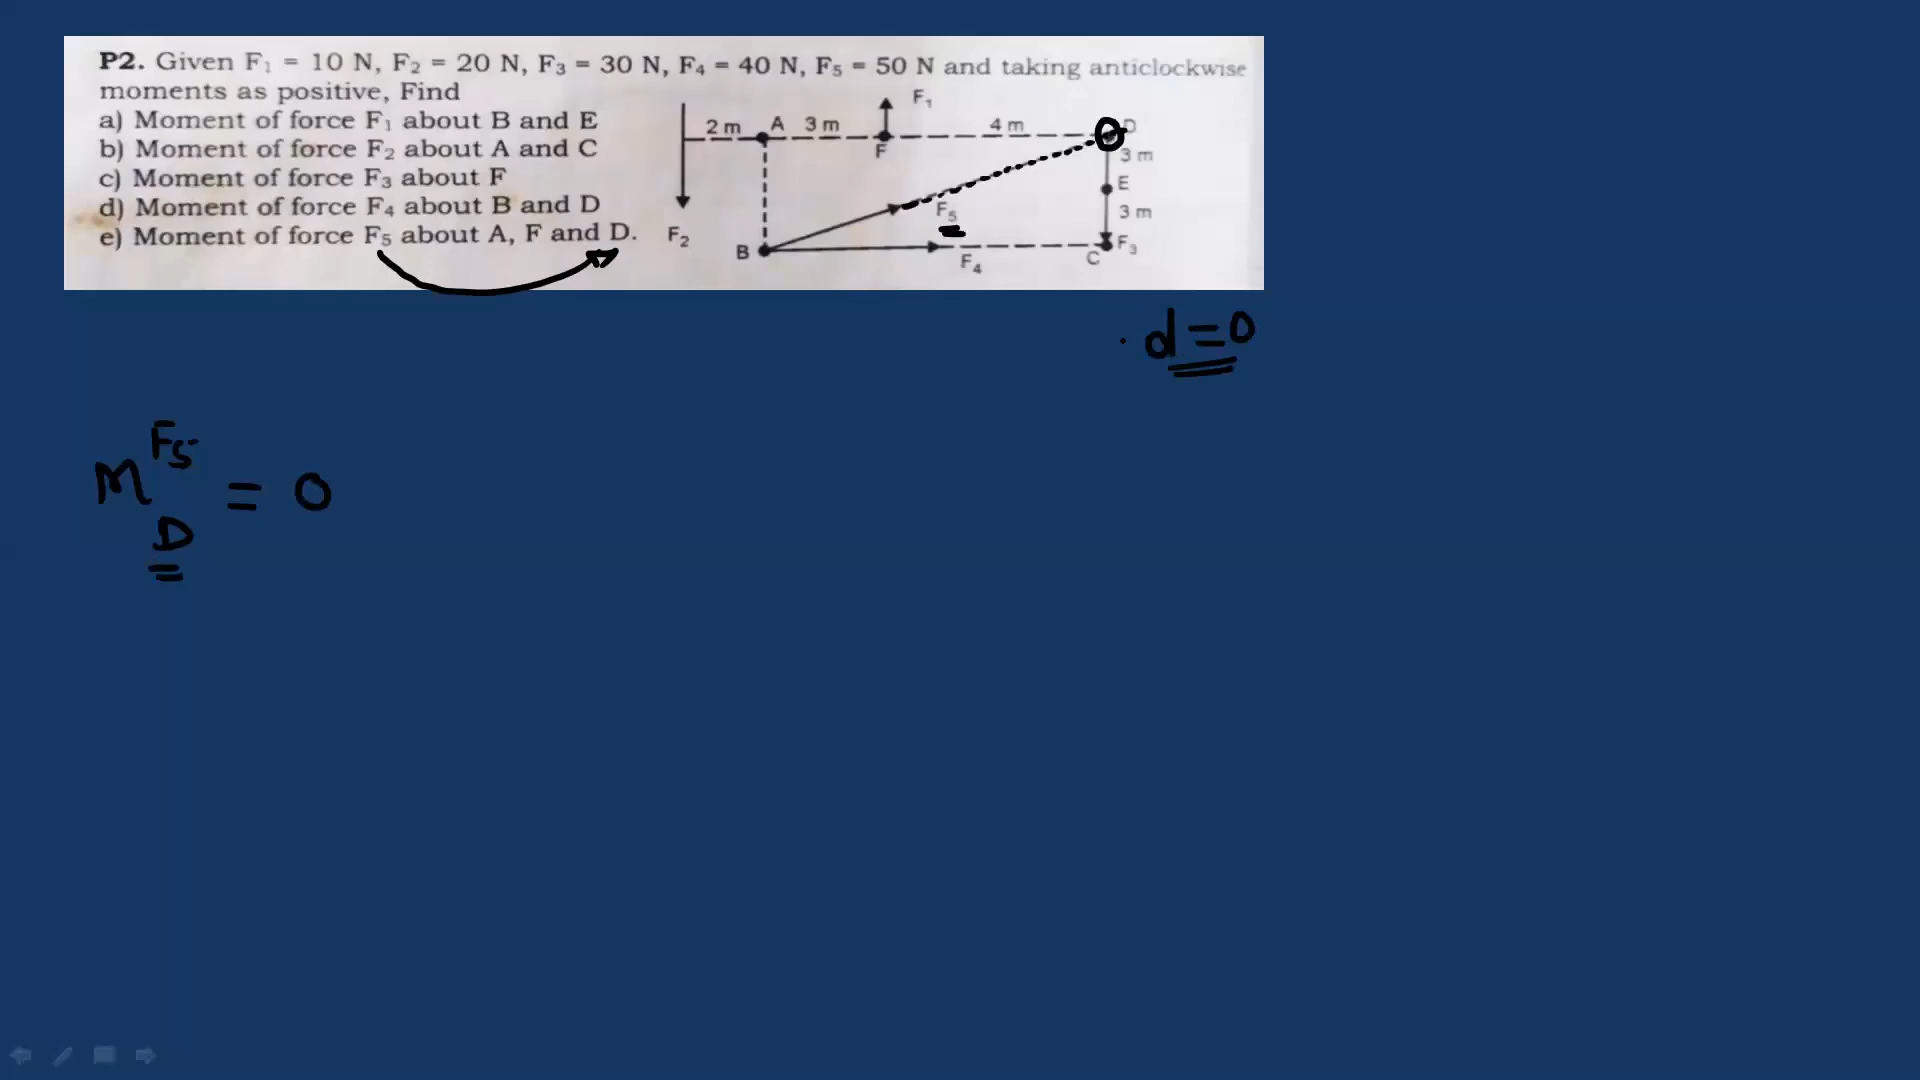 P2. Given F₁ = 10 N, F₂ = 20 N, F₃ = 30 N, F₄ = 40 N, F₅ = 50 N and taking anticlockwise
moments as positive, Find
a) Moment of force F₁ about B and E
b) Moment of force F₂ about A and C
c) Moment of force F₃ about F
d) Moment of force F₄ about B and D
e) Moment of force F₅ about A, F and D.
F₁
2 m A 3 m 4 m D
F
3 m
E
F₅
3 m
F₂
B
F₃
C
F₄
d = 0
M F₅ D = 0